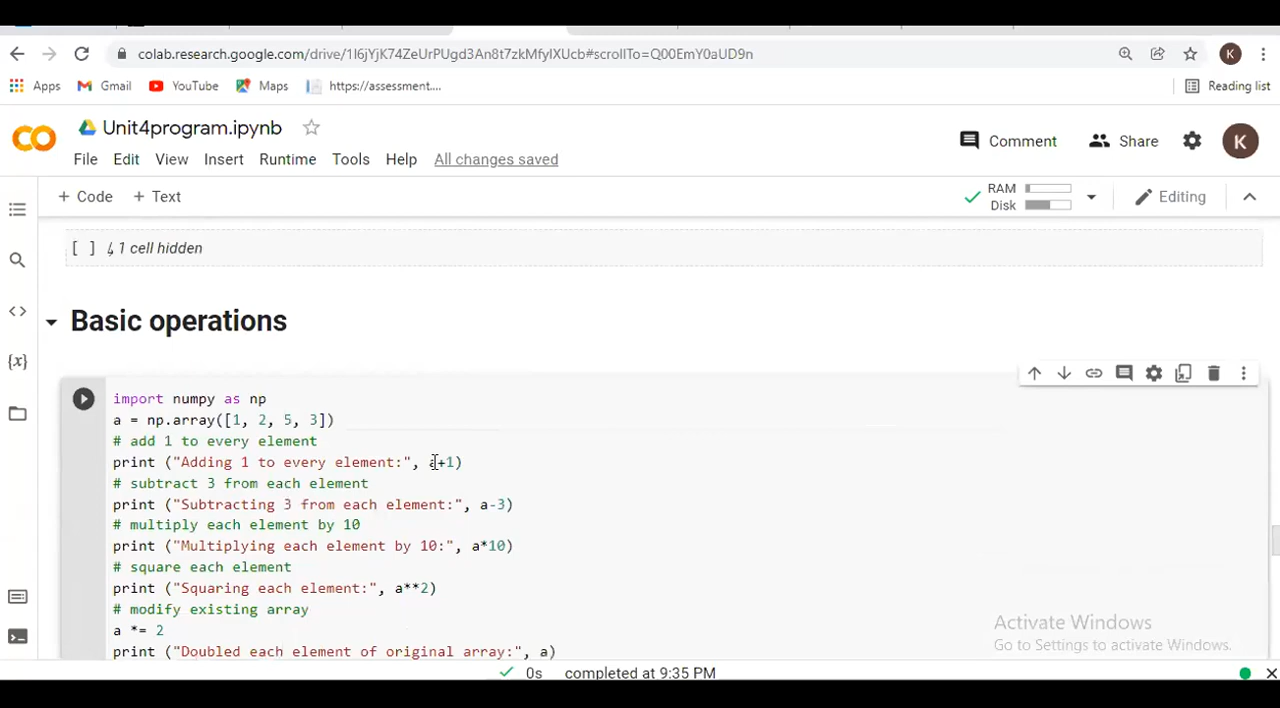 colab.research.google.com/drive/1I6jYjK74ZeUrPUgd3An8t7zkMfyIXUcb#scrollTo=Q00EmY0aUD9n
K
Apps Gmail YouTube Maps https://assessment.... Reading list
Unit4program.ipynb
File Edit View Insert Runtime Tools Help All changes saved
Comment Share K
+ Code + Text
RAM
Disk
Editing
[ ] ↳ 1 cell hidden
Basic operations
import numpy as np
a = np.array([1, 2, 5, 3])
# add 1 to every element
print ("Adding 1 to every element:", a+1)
# subtract 3 from each element
print ("Subtracting 3 from each element:", a-3)
# multiply each element by 10
print ("Multiplying each element by 10:", a*10)
# square each element
print ("Squaring each element:", a**2)
# modify existing array
a *= 2
print ("Doubled each element of original array:", a)
{x}
Activate Windows
Go to Settings to activate Windows.
0s completed at 9:35 PM